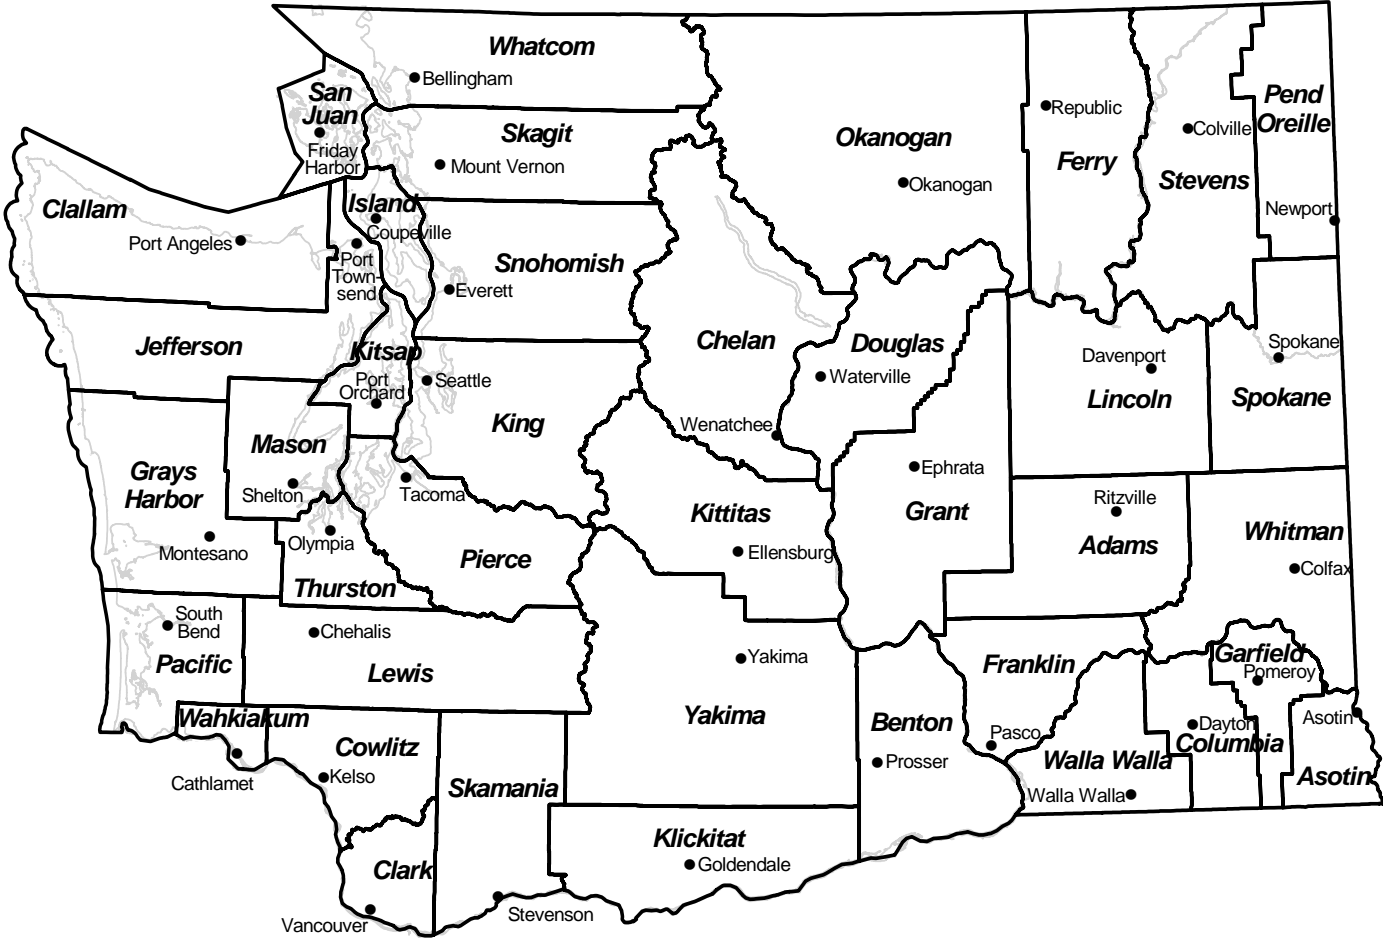 Whatcom
Bellingham
San
Juan
Friday
Harbor
Skagit
Mount Vernon
Okanogan
Okanogan
Republic
Ferry
Colville
Stevens
Pend
Oreille
Newport
Clallam
Port Angeles
Island
Coupeville
Port
Town-
send
Snohomish
Everett
Jefferson
Kitsap
Port
Orchard
Seattle
King
Chelan
Wenatchee
Douglas
Waterville
Davenport
Lincoln
Spokane
Spokane
Mason
Shelton
Grays
Harbor
Montesano
Olympia
Thurston
Tacoma
Pierce
Kittitas
Ellensburg
Ephrata
Grant
Ritzville
Adams
Whitman
Colfax
South
Bend
Pacific
Chehalis
Lewis
Yakima
Yakima
Franklin
Pasco
Benton
Prosser
Garfield
Pomeroy
Dayton
Columbia
Asotin
Asotin
Walla Walla
Walla Walla
Wahkiakum
Cathlamet
Cowlitz
Kelso
Skamania
Stevenson
Klickitat
Goldendale
Clark
Vancouver